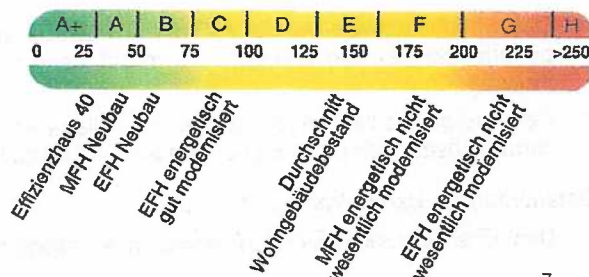 A+ A B C D E F G H
0 25 50 75 100 125 150 175 200 225 >250
Effizienzhaus 40
MFH Neubau
EFH Neubau
EFH energetisch
gut modernisiert
Durchschnitt
Wohngebäudebestand
MFH energetisch nicht
wesentlich modernisiert
EFH energetisch nicht
wesentlich modernisiert
7